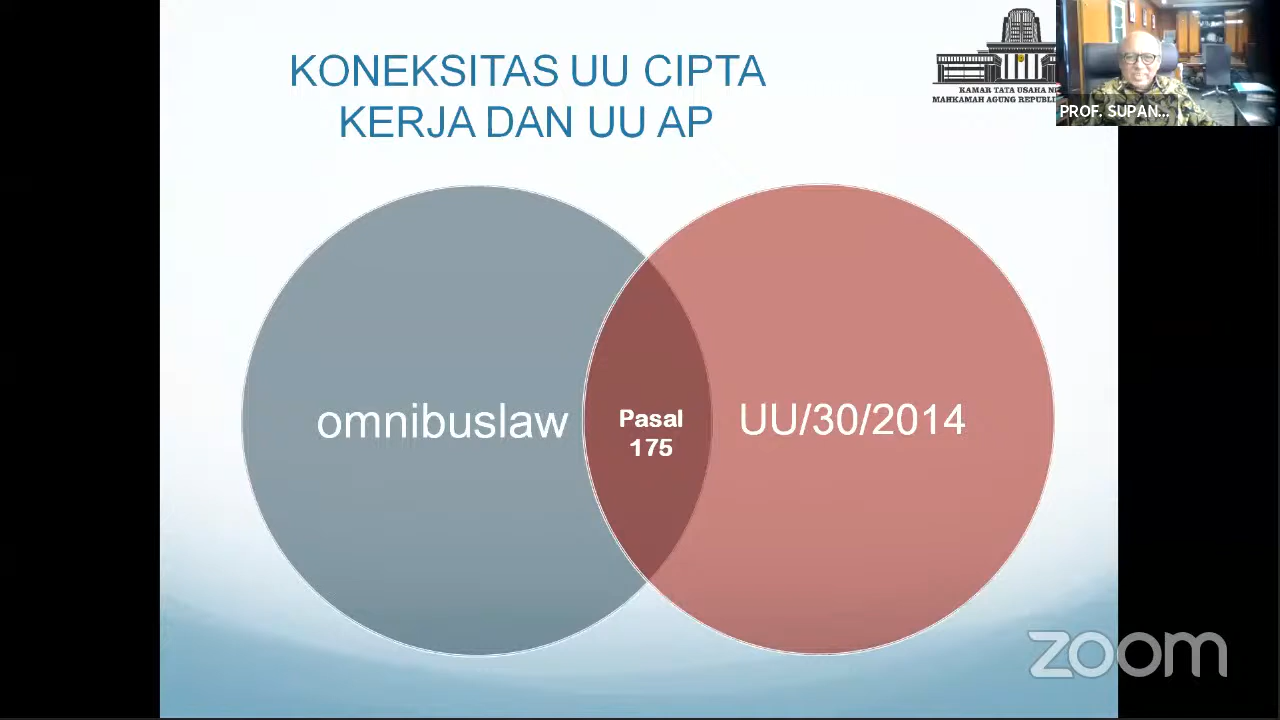 KONEKSITAS UU CIPTA
KERJA DAN UU AP
KAMAR TATA USAHA
MAHKAMAH AGUNG
PROF. SUPAN...
omnibuslaw
Pasal
175
UU/30/2014
zoom